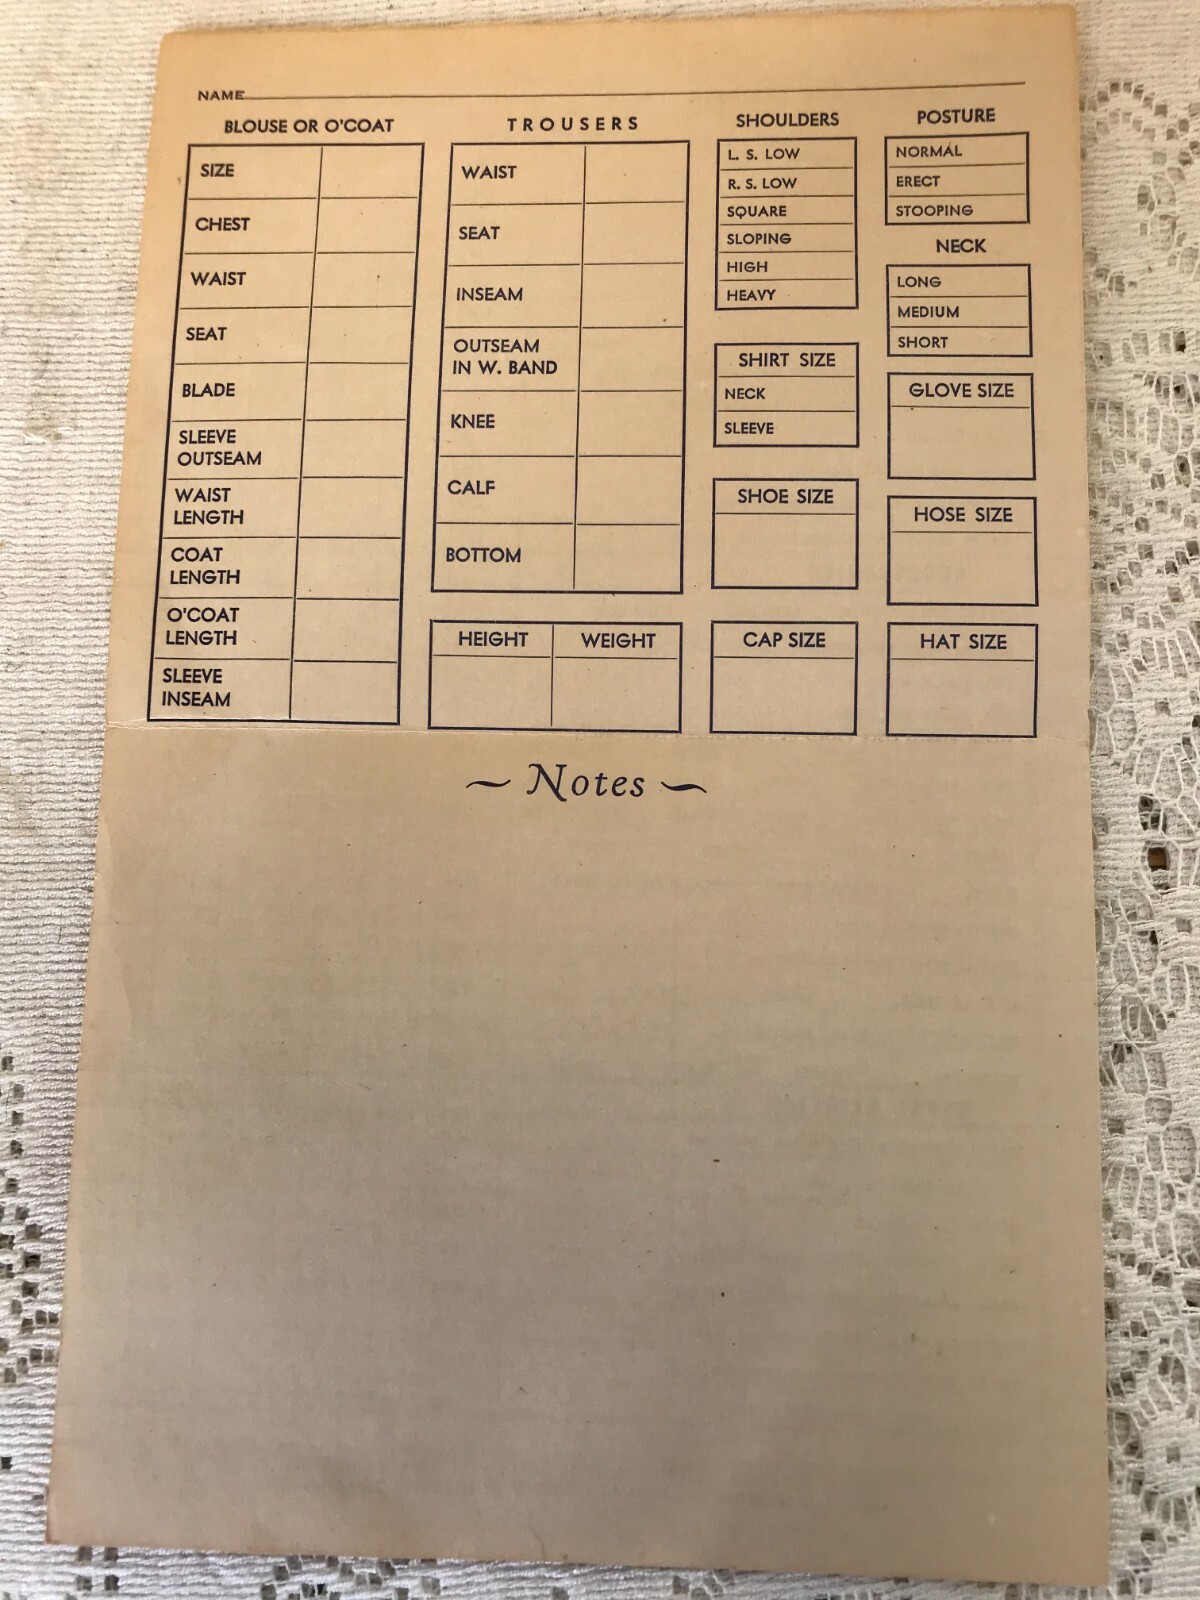 NAME
BLOUSE OR O'COAT
SIZE
CHEST
WAIST
SEAT
BLADE
SLEEVE
OUTSEAM
WAIST
LENGTH
COAT
LENGTH
O'COAT
LENGTH
SLEEVE
INSEAM
TROUSERS
WAIST
SEAT
INSEAM
OUTSEAM
IN W. BAND
KNEE
CALF
BOTTOM
HEIGHT WEIGHT
SHOULDERS
L. S. LOW
R. S. LOW
SQUARE
SLOPING
HIGH
HEAVY
SHIRT SIZE
NECK
SLEEVE
SHOE SIZE
CAP SIZE
POSTURE
NORMAL
ERECT
STOOPING
NECK
LONG
MEDIUM
SHORT
GLOVE SIZE
HOSE SIZE
HAT SIZE
~ Notes ~